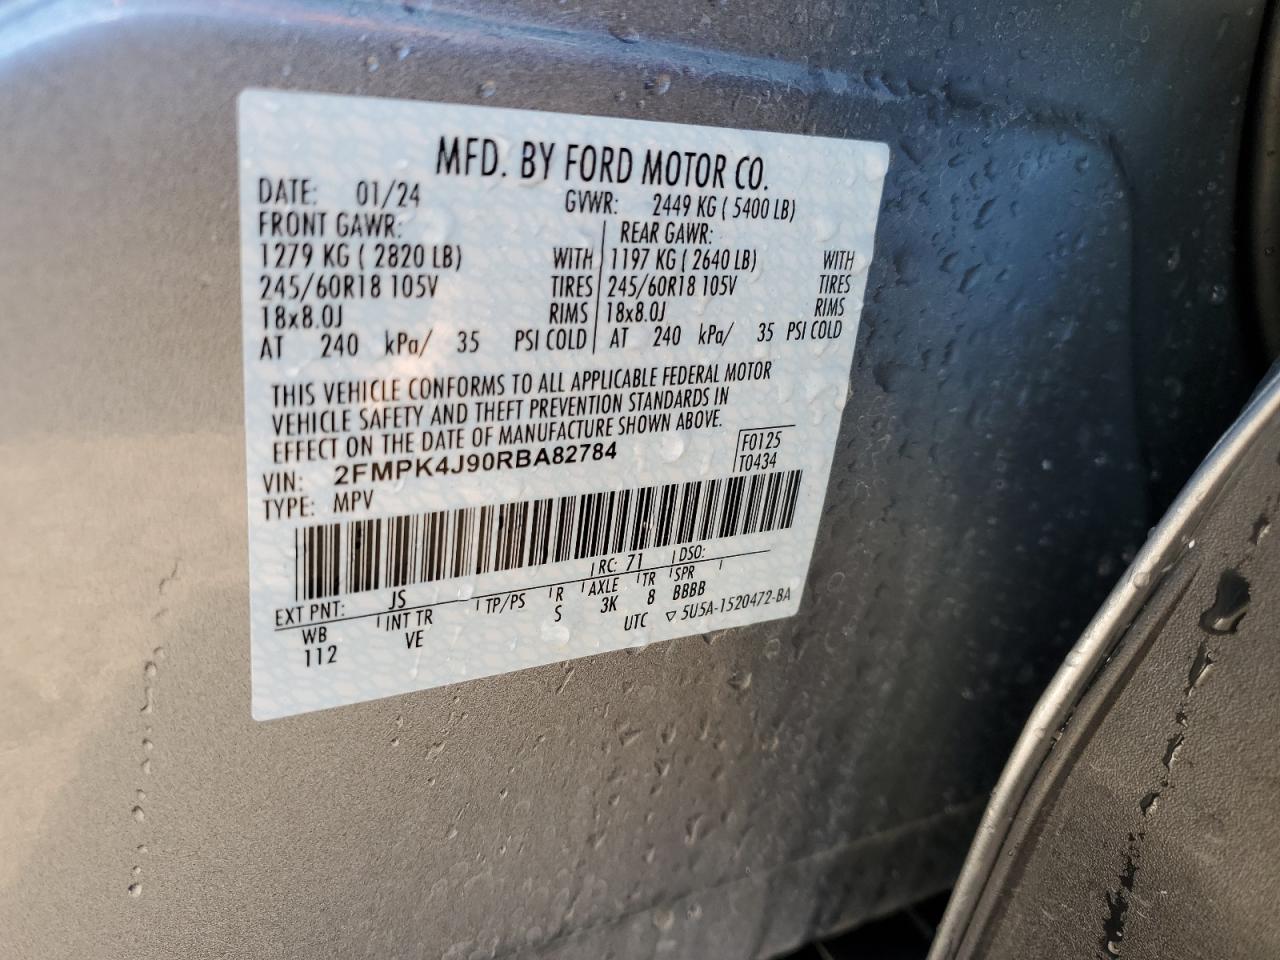 MFD. BY FORD MOTOR CO.
DATE: 01/24 GVWR: 2449 KG ( 5400 LB)
FRONT GAWR: REAR GAWR:
1279 KG ( 2820 LB) WITH 1197 KG ( 2640 LB) WITH
245/60R18 105V TIRES 245/60R18 105V TIRES
18x8.0J RIMS 18x8.0J RIMS
AT 240 kPa/ 35 PSI COLD AT 240 kPa/ 35 PSI COLD
THIS VEHICLE CONFORMS TO ALL APPLICABLE FEDERAL MOTOR
VEHICLE SAFETY AND THEFT PREVENTION STANDARDS IN
EFFECT ON THE DATE OF MANUFACTURE SHOWN ABOVE.
VIN: 2FMPK4J90RBA82784 F0125
TYPE: MPV T0434
EXT PNT: JS RC: 71 DSO:
WB INT TR TP/PS R AXLE TR SPR
112 VE S 3K 8 BBBB
UTC ▽ 5U5A-1520472-BA